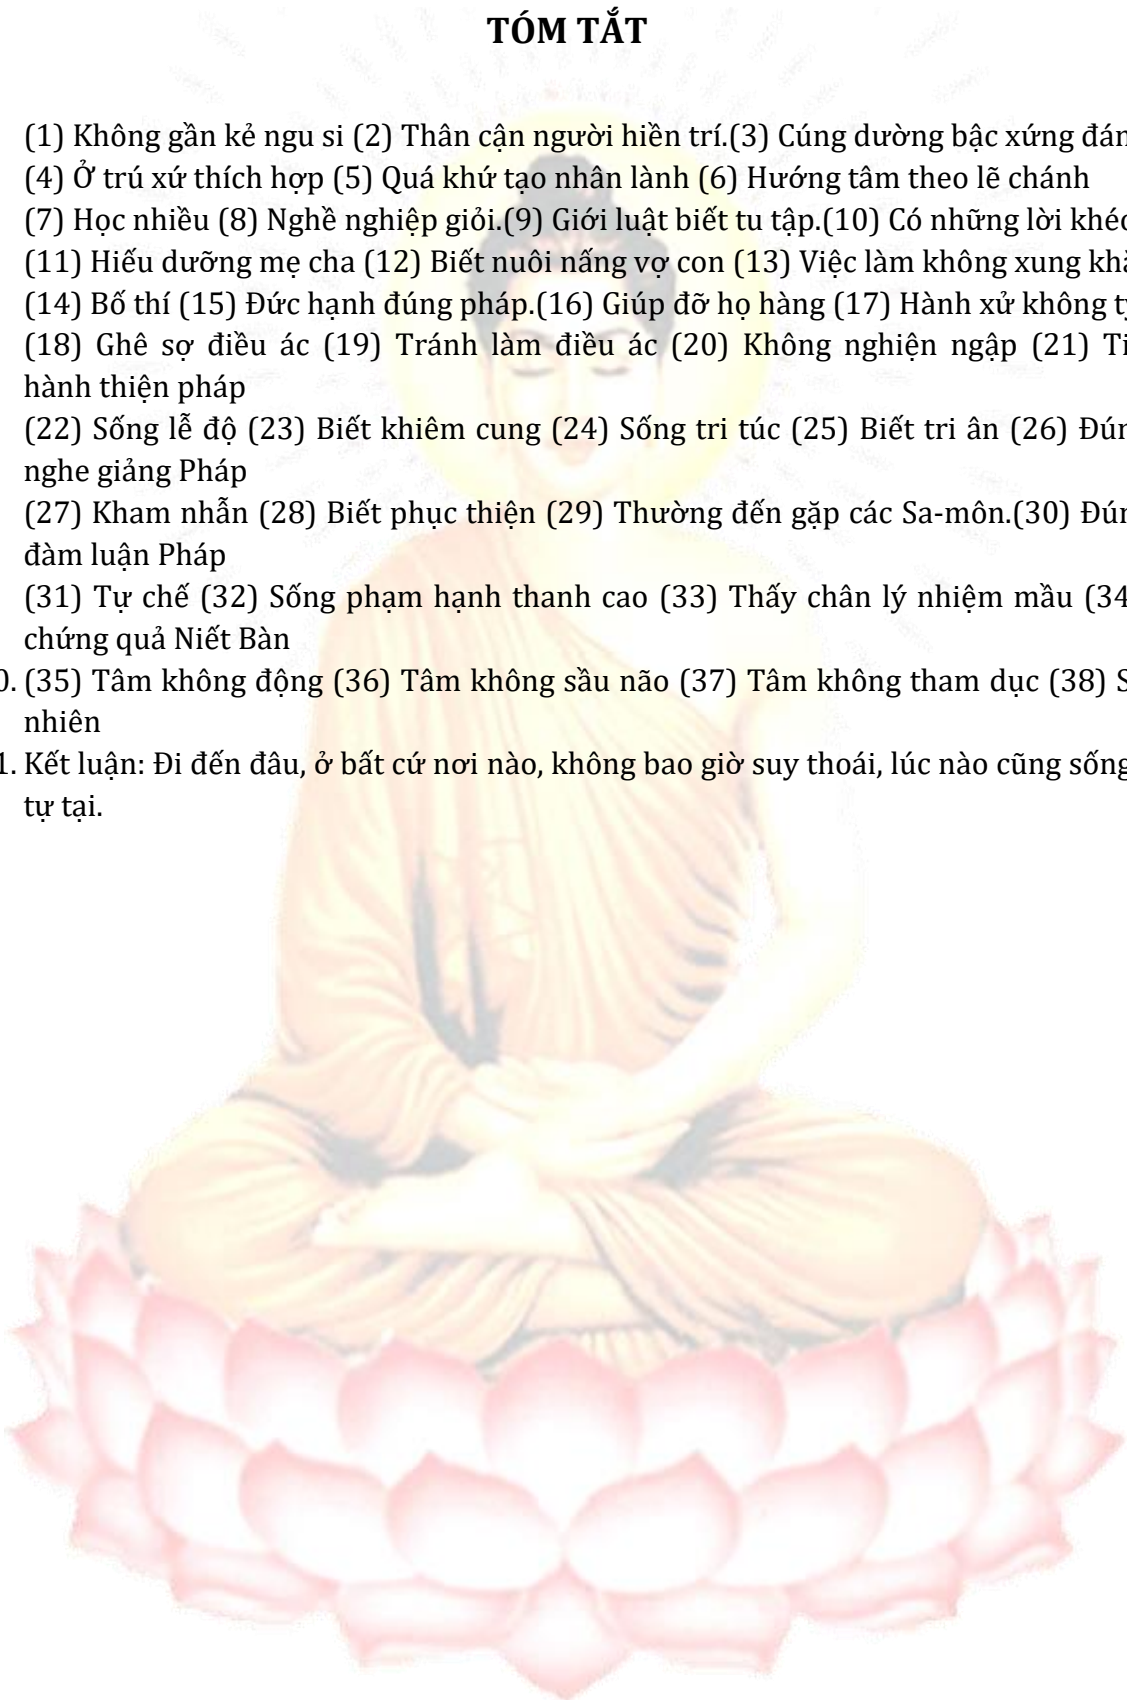 TÓM TẮT
(1) Không gần kẻ ngu si (2) Thân cận người hiền trí.(3) Cúng dường bậc xứng
(4) Ở trú xứ thích hợp (5) Quá khứ tạo nhân lành (6) Hướng tâm theo lẽ chánh
(7) Học nhiều (8) Nghề nghiệp giỏi.(9) Giới luật biết tu tập.(10) Có những lời
(11) Hiếu dưỡng mẹ cha (12) Biết nuôi nấng vợ con (13) Việc làm không xung
(14) Bố thí (15) Đức hạnh đúng pháp.(16) Giúp đỡ họ hàng (17) Hành xử không
(18) Ghê sợ điều ác (19) Tránh làm điều ác (20) Không nghiện ngập (21)
hành thiện pháp
(22) Sống lễ độ (23) Biết khiêm cung (24) Sống tri túc (25) Biết tri ân (26)
nghe giảng Pháp
(27) Kham nhẫn (28) Biết phục thiện (29) Thường đến gặp các Sa-môn.(30)
đàm luận Pháp
(31) Tự chế (32) Sống phạm hạnh thanh cao (33) Thấy chân lý nhiệm mầu (34
chứng quả Niết Bàn
0. (35) Tâm không động (36) Tâm không sầu não (37) Tâm không tham dục (38)
nhiên
1. Kết luận: Đi đến đâu, ở bất cứ nơi nào, không bao giờ suy thoái, lúc nào cũng sống
tự tại.